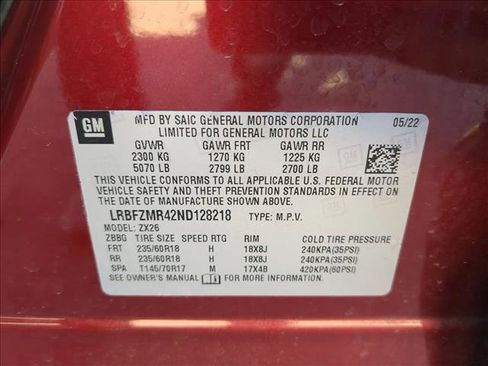 GM
MFD BY SAIC GENERAL MOTORS CORPORATION 05/22
LIMITED FOR GENERAL MOTORS LLC
GVWR GAWR FRT GAWR RR
2300 KG 1270 KG 1225 KG
5070 LB 2799 LB 2700 LB
THIS VEHICLE CONFORMS TO ALL APPLICABLE U.S. FEDERAL MOTOR
VEHICLE SAFETY AND THEFT PREVENTION STANDARDS IN EFFECT ON
THE DATE OF MANUFACTURE SHOWN ABOVE.
LRBFZMR42ND128218 TYPE: M.P.V.
MODEL: ZX26
ZBBG TIRE SIZE SPEED RTG RIM COLD TIRE PRESSURE
FRT 235/60R18 H 18X8J 240KPA(35PSI)
RR 235/60R18 H 18X8J 240KPA(35PSI)
SPA T145/70R17 M 17X4B 420KPA(60PSI)
SEE OWNER'S MANUAL FOR ADDITIONAL INFORMATION.